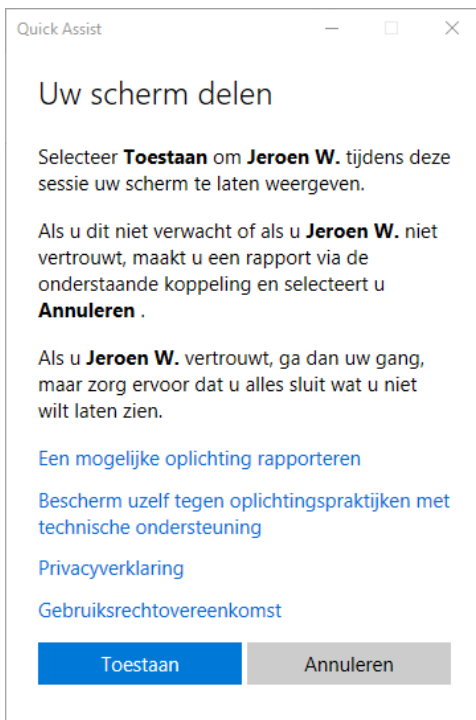 Quick Assist
Uw scherm delen
Selecteer Toestaan om Jeroen W. tijdens deze
sessie uw scherm te laten weergeven.
Als u dit niet verwacht of als u Jeroen W. niet
vertrouwt, maakt u een rapport via de
onderstaande koppeling en selecteert u
Annuleren .
Als u Jeroen W. vertrouwt, ga dan uw gang,
maar zorg ervoor dat u alles sluit wat u niet
wilt laten zien.
Een mogelijke oplichting rapporteren
Bescherm uzelf tegen oplichtingspraktijken met
technische ondersteuning
Privacyverklaring
Gebruiksrechtovereenkomst
Toestaan Annuleren